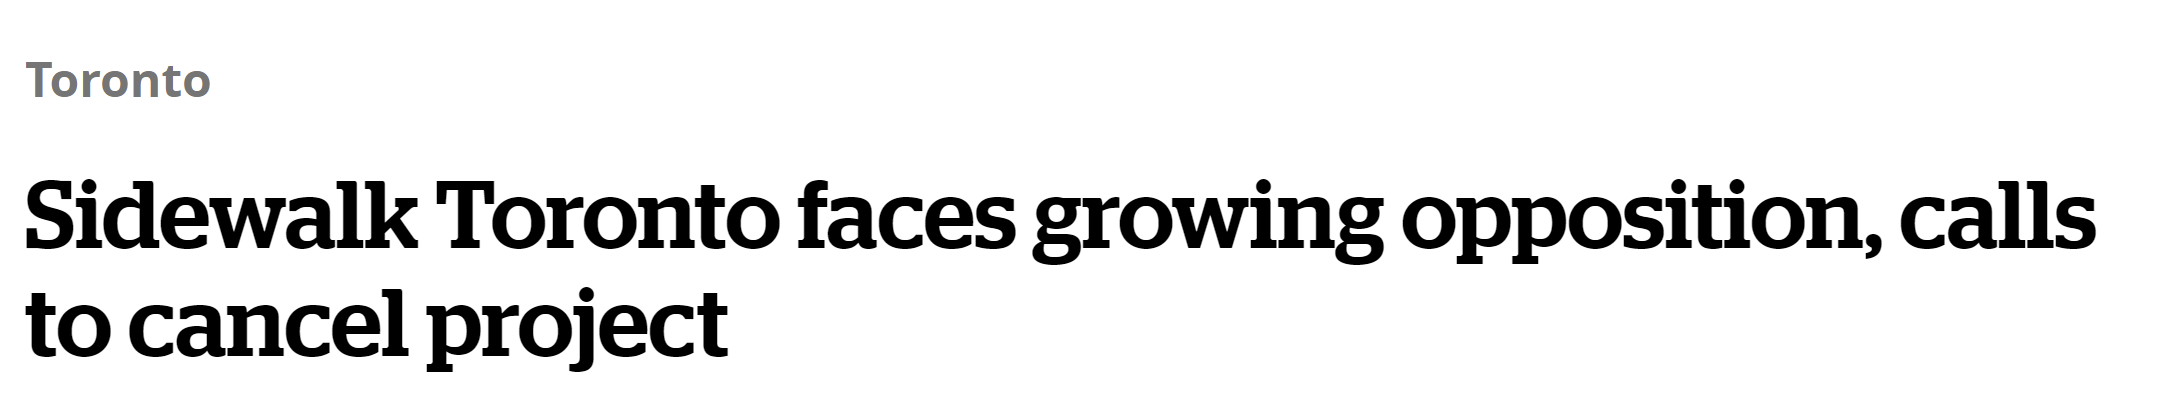 Toronto
Sidewalk Toronto faces growing opposition, calls
to cancel project